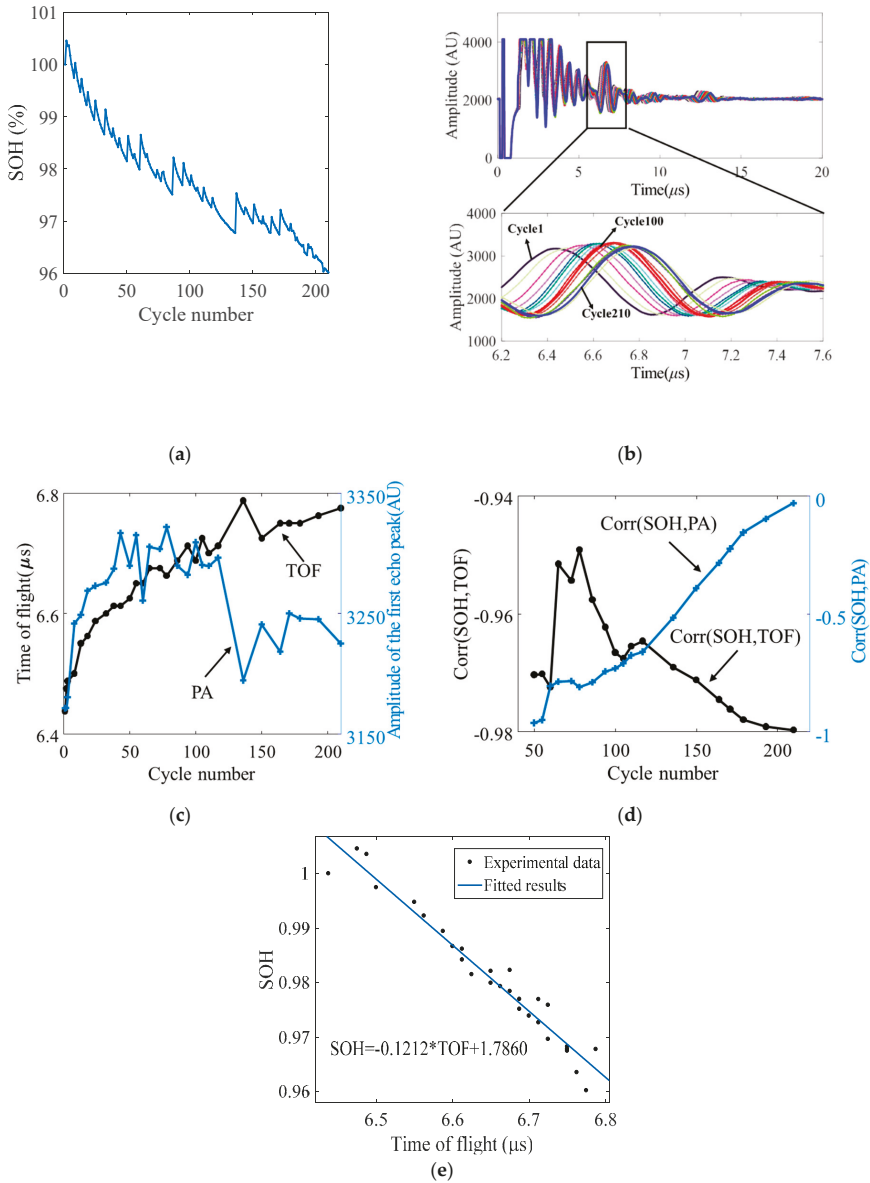 101
100
99
98
97
96
SOH (%)
0
50
100
150
200
Cycle number
(a)
4000
2000
0
Amplitude (AU)
0
5
10
15
20
Time(μs)
4000
3000
2000
1000
Amplitude (AU)
Cycle1
Cycle100
Cycle210
6.2
6.4
6.6
6.8
7
7.2
7.4
7.6
Time(μs)
(b)
6.8
6.6
6.4
Time of flight(μs)
3350
3250
3150
Amplitude of the first echo peak(AU)
TOF
PA
0
50
100
150
200
Cycle number
(c)
-0.94
-0.96
-0.98
Corr(SOH,TOF)
0
-0.5
-1
Corr(SOH,PA)
Corr(SOH,PA)
Corr(SOH,TOF)
50
100
150
200
Cycle number
(d)
1
0.99
0.98
0.97
0.96
SOH
Experimental data
Fitted results
SOH=-0.1212*TOF+1.7860
6.5
6.6
6.7
6.8
Time of flight (μs)
(e)